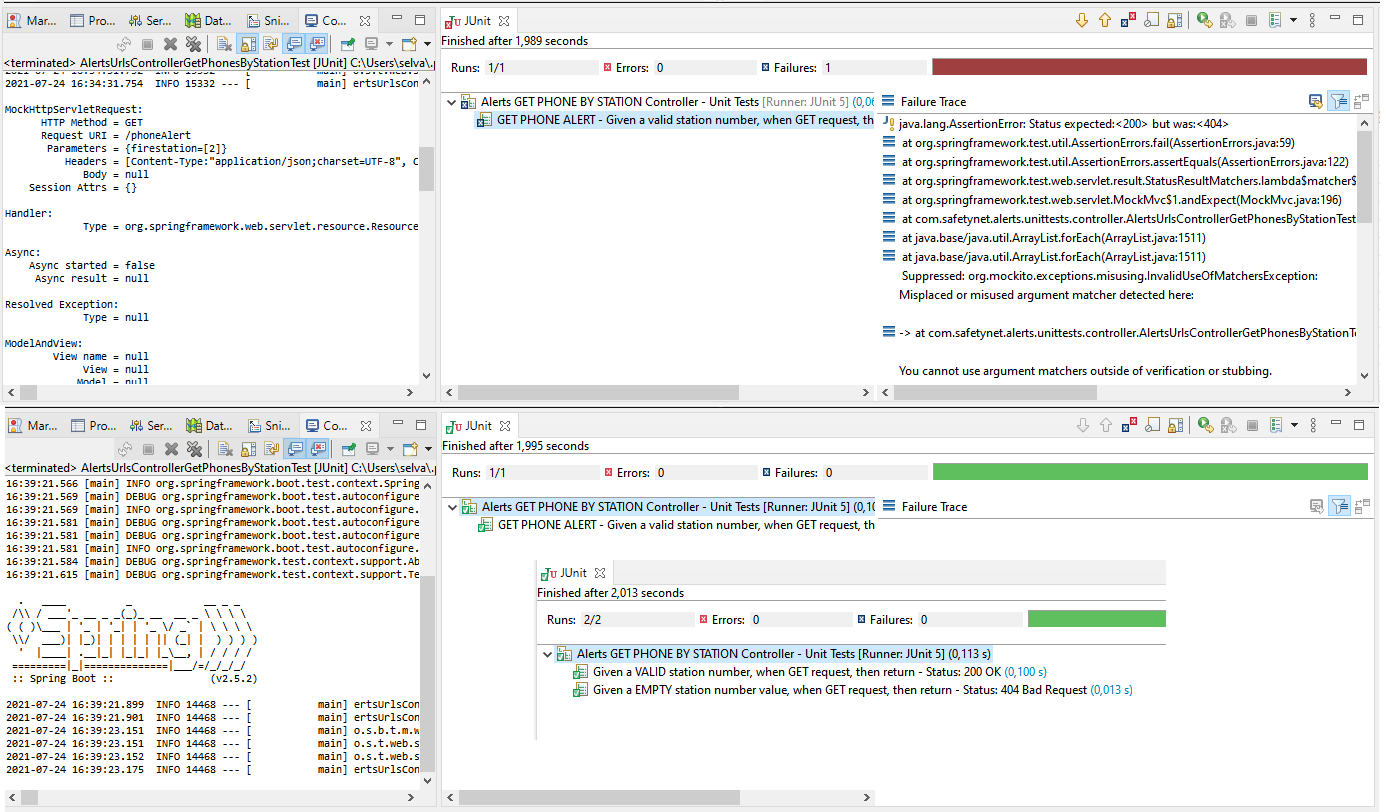 Mar... Pro... Ser... Dat... Snip... Co...
<terminated> AlertsUrlsControllerGetPhonesByStationTest [JUnit] C:\Users\selva\.p
2021-07-24 16:34:31.754  INFO 15332 --- [           main] ertsUrlsCon
MockHttpServletRequest:
HTTP Method = GET
Request URI = /phoneAlert
Parameters = {firestation=[2]}
Headers = [Content-Type:"application/json;charset=UTF-8", C
Body = null
Session Attrs = {}
Handler:
Type = org.springframework.web.servlet.resource.Resource
Async:
Async started = false
Async result = null
Resolved Exception:
Type = null
ModelAndView:
View name = null
View = null
Model = null
JUnit
Finished after 1,989 seconds
Runs: 1/1 Errors: 0 Failures: 1
Alerts GET PHONE BY STATION Controller - Unit Tests [Runner: JUnit 5] (0,06
GET PHONE ALERT - Given a valid station number, when GET request, th
Failure Trace
java.lang.AssertionError: Status expected:<200> but was:<404>
at org.springframework.test.util.AssertionErrors.fail(AssertionErrors.java:59)
at org.springframework.test.util.AssertionErrors.assertEquals(AssertionErrors.java:122)
at org.springframework.test.web.servlet.result.StatusResultMatchers.lambda$matcher$
at org.springframework.test.web.servlet.MockMvc$1.andExpect(MockMvc.java:196)
at com.safetynet.alerts.unittests.controller.AlertsUrlsControllerGetPhonesByStationTest
at java.base/java.util.ArrayList.forEach(ArrayList.java:1511)
at java.base/java.util.ArrayList.forEach(ArrayList.java:1511)
Suppressed: org.mockito.exceptions.misusing.InvalidUseOfMatchersException:
Misplaced or misused argument matcher detected here:
-> at com.safetynet.alerts.unittests.controller.AlertsUrlsControllerGetPhonesByStationTe
You cannot use argument matchers outside of verification or stubbing.
Mar... Pro... Ser... Dat... Sni... Co...
<terminated> AlertsUrlsControllerGetPhonesByStationTest [JUnit] C:\Users\selva\.p
16:39:21.566 [main] INFO org.springframework.boot.test.context.Spring
16:39:21.569 [main] DEBUG org.springframework.boot.test.autoconfigure
16:39:21.569 [main] INFO org.springframework.boot.test.autoconfigure.
16:39:21.581 [main] DEBUG org.springframework.boot.test.autoconfigure
16:39:21.581 [main] DEBUG org.springframework.boot.test.autoconfigure
16:39:21.581 [main] INFO org.springframework.boot.test.autoconfigure.
16:39:21.584 [main] DEBUG org.springframework.test.context.support.Ab
16:39:21.615 [main] DEBUG org.springframework.test.context.support.Te
Spring
:: Spring Boot ::                (v2.5.2)
2021-07-24 16:39:21.899  INFO 14468 --- [           main] ertsUrlsCon
2021-07-24 16:39:21.901  INFO 14468 --- [           main] ertsUrlsCon
2021-07-24 16:39:23.151  INFO 14468 --- [           main] o.s.b.t.m.w
2021-07-24 16:39:23.151  INFO 14468 --- [           main] o.s.t.web.s
2021-07-24 16:39:23.152  INFO 14468 --- [           main] o.s.t.web.s
2021-07-24 16:39:23.175  INFO 14468 --- [           main] ertsUrlsCon
JUnit
Finished after 1,995 seconds
Runs: 1/1 Errors: 0 Failures: 0
Alerts GET PHONE BY STATION Controller - Unit Tests [Runner: JUnit 5] (0,10
GET PHONE ALERT - Given a valid station number, when GET request, th
Failure Trace
JUnit
Finished after 2,013 seconds
Runs: 2/2 Errors: 0 Failures: 0
Alerts GET PHONE BY STATION Controller - Unit Tests [Runner: JUnit 5] (0,113 s)
Given a VALID station number, when GET request, then return - Status: 200 OK (0,100 s)
Given a EMPTY station number value, when GET request, then return - Status: 404 Bad Request (0,013 s)